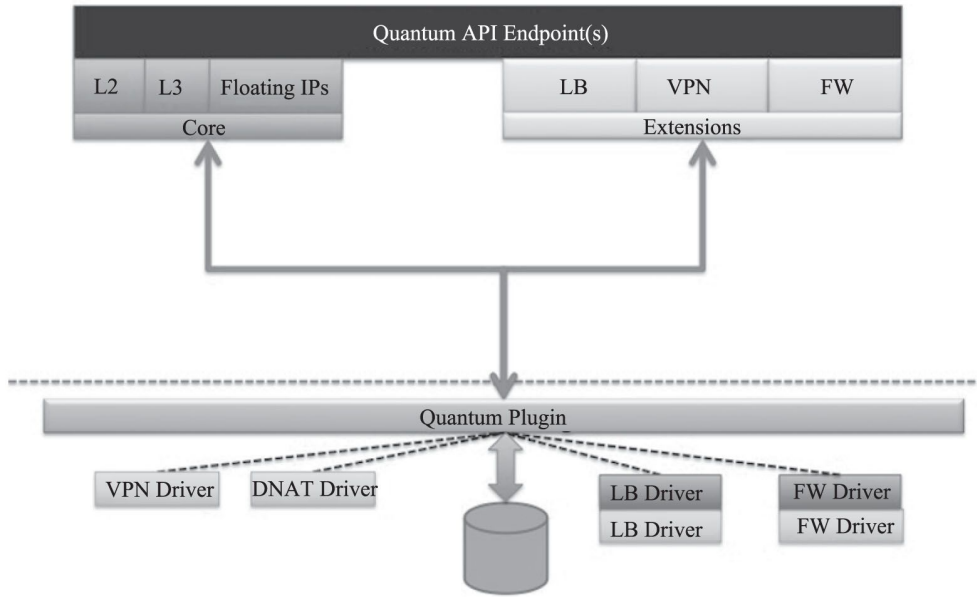 Quantum API Endpoint(s)
L2 L3 Floating IPs LB VPN FW
Core Extensions
Quantum Plugin
VPN Driver DNAT Driver LB Driver FW Driver
LB Driver FW Driver